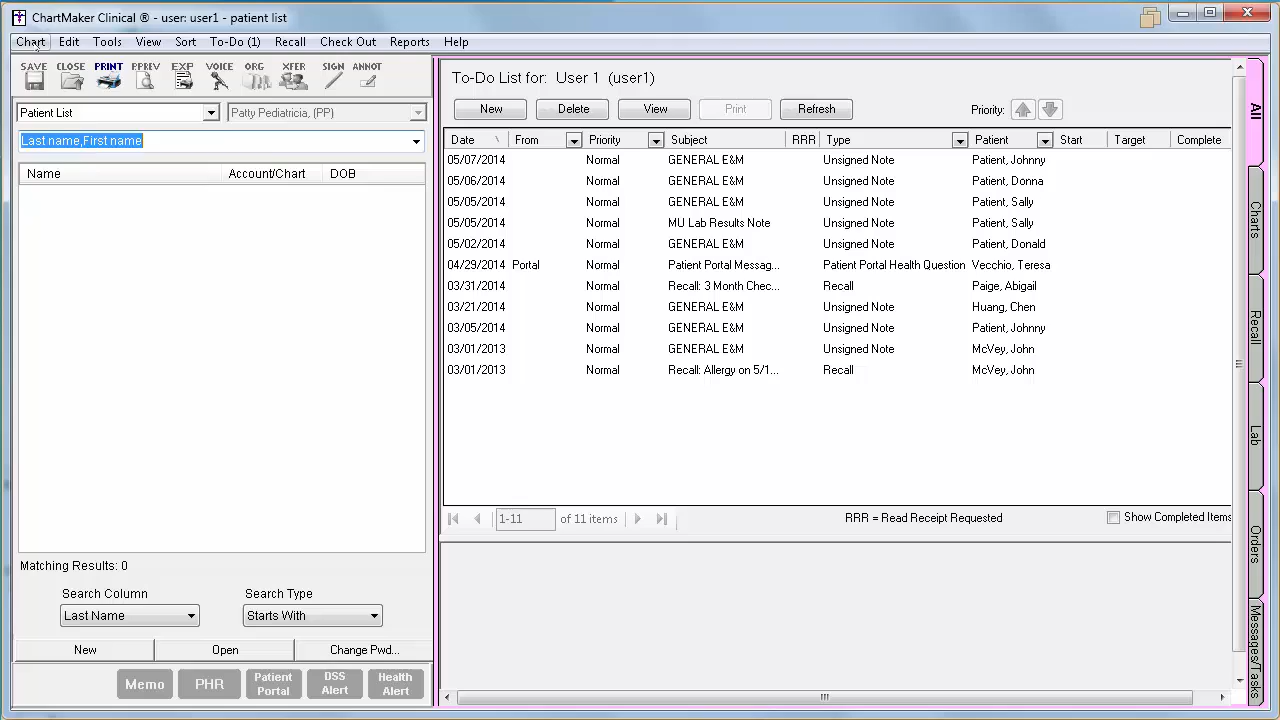 ChartMaker Clinical ® - user: user1 - patient list
Chart Edit Tools View Sort To-Do (1) Recall Check Out Reports Help
SAVE CLOSE PRINT PPREV EXP VOICE ORG XFER SIGN ANNOT
Patient List Patty Pediatricia, (PP)
Last name,First name
Name Account/Chart DOB
Matching Results: 0
Search Column Search Type
Last Name Starts With
New Open Change Pwd...
Memo PHR Patient Portal DSS Alert Health Alert
To-Do List for: User 1 (user1)
New Delete View Print Refresh Priority:
Date From Priority Subject RRR Type Patient Start Target Complete
05/07/2014 Normal GENERAL E&M Unsigned Note Patient, Johnny
05/06/2014 Normal GENERAL E&M Unsigned Note Patient, Donna
05/05/2014 Normal GENERAL E&M Unsigned Note Patient, Sally
05/05/2014 Normal MU Lab Results Note Unsigned Note Patient, Sally
05/02/2014 Normal GENERAL E&M Unsigned Note Patient, Donald
04/29/2014 Portal Normal Patient Portal Messag... Patient Portal Health Question Vecchio, Teresa
03/31/2014 Normal Recall: 3 Month Chec... Recall Paige, Abigail
03/21/2014 Normal GENERAL E&M Unsigned Note Huang, Chen
03/05/2014 Normal GENERAL E&M Unsigned Note Patient, Johnny
03/01/2013 Normal GENERAL E&M Unsigned Note McVey, John
03/01/2013 Normal Recall: Allergy on 5/1... Recall McVey, John
1-11 of 11 items RRR = Read Receipt Requested Show Completed Items
All
Charts
Recall
Lab
Orders
Messages/Tasks